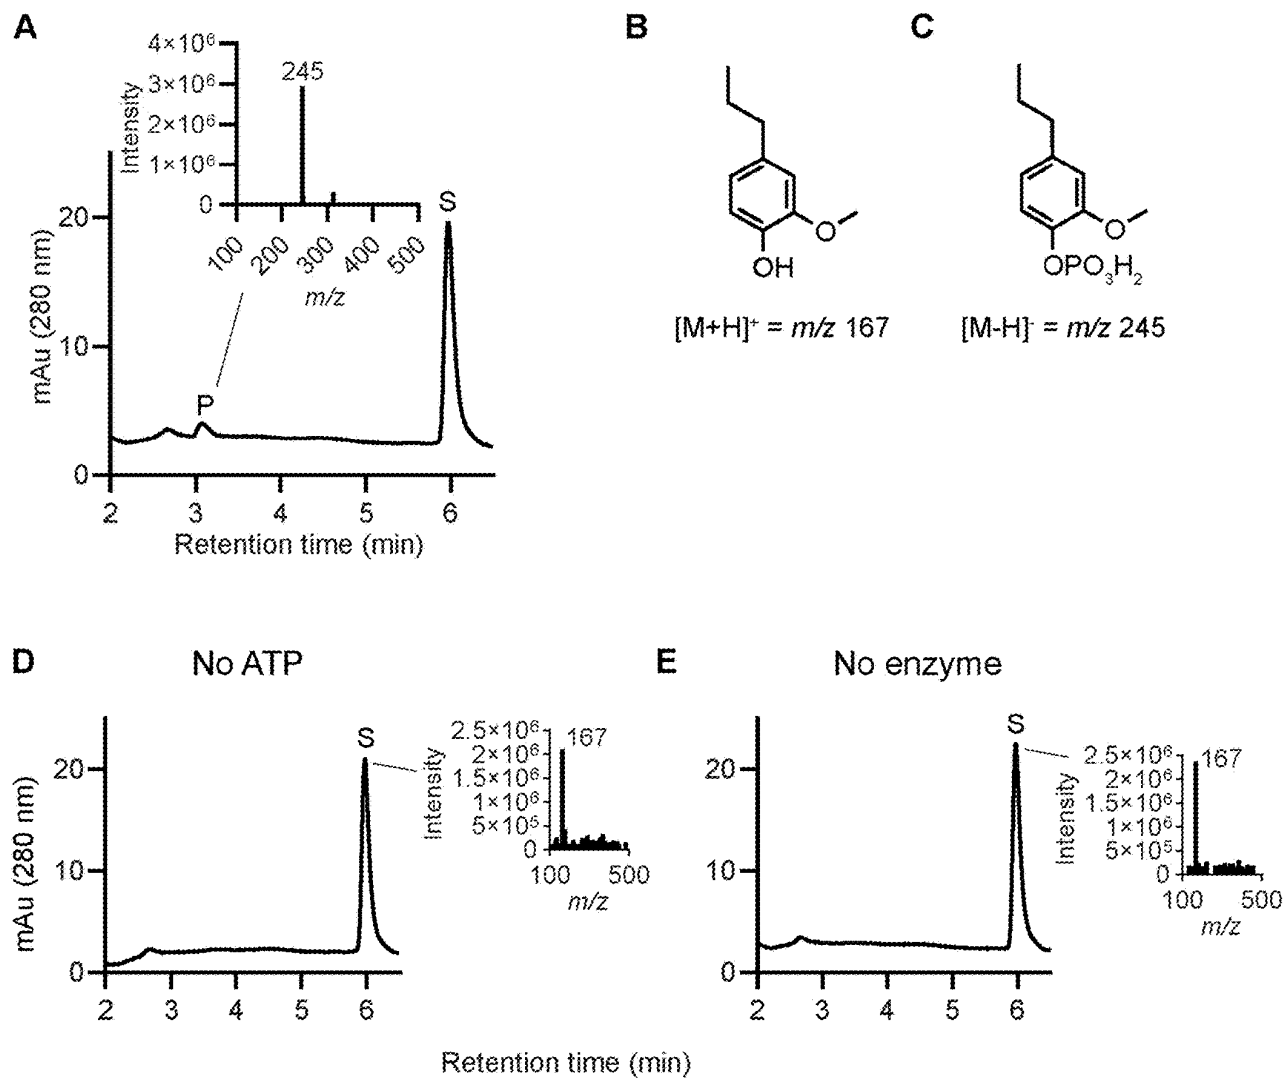 A
4×10⁶
3×10⁶
2×10⁶
1×10⁶
0
Intensity
245
100
200
300
400
500
m/z
S
P
20
10
0
mAu (280 nm)
2 3 4 5 6
Retention time (min)
B
O
OH
[M+H]⁺ = m/z 167
C
O
OPO₃H₂
[M-H]⁻ = m/z 245
D No ATP
S
20
10
0
mAu (280 nm)
2 3 4 5 6
2.5×10⁶
2×10⁶
1.5×10⁶
1×10⁶
5×10⁵
0
Intensity
167
100 500
m/z
E No enzyme
S
20
10
0
2 3 4 5 6
2.5×10⁶
2×10⁶
1.5×10⁶
1×10⁶
5×10⁵
0
Intensity
167
100 500
m/z
Retention time (min)